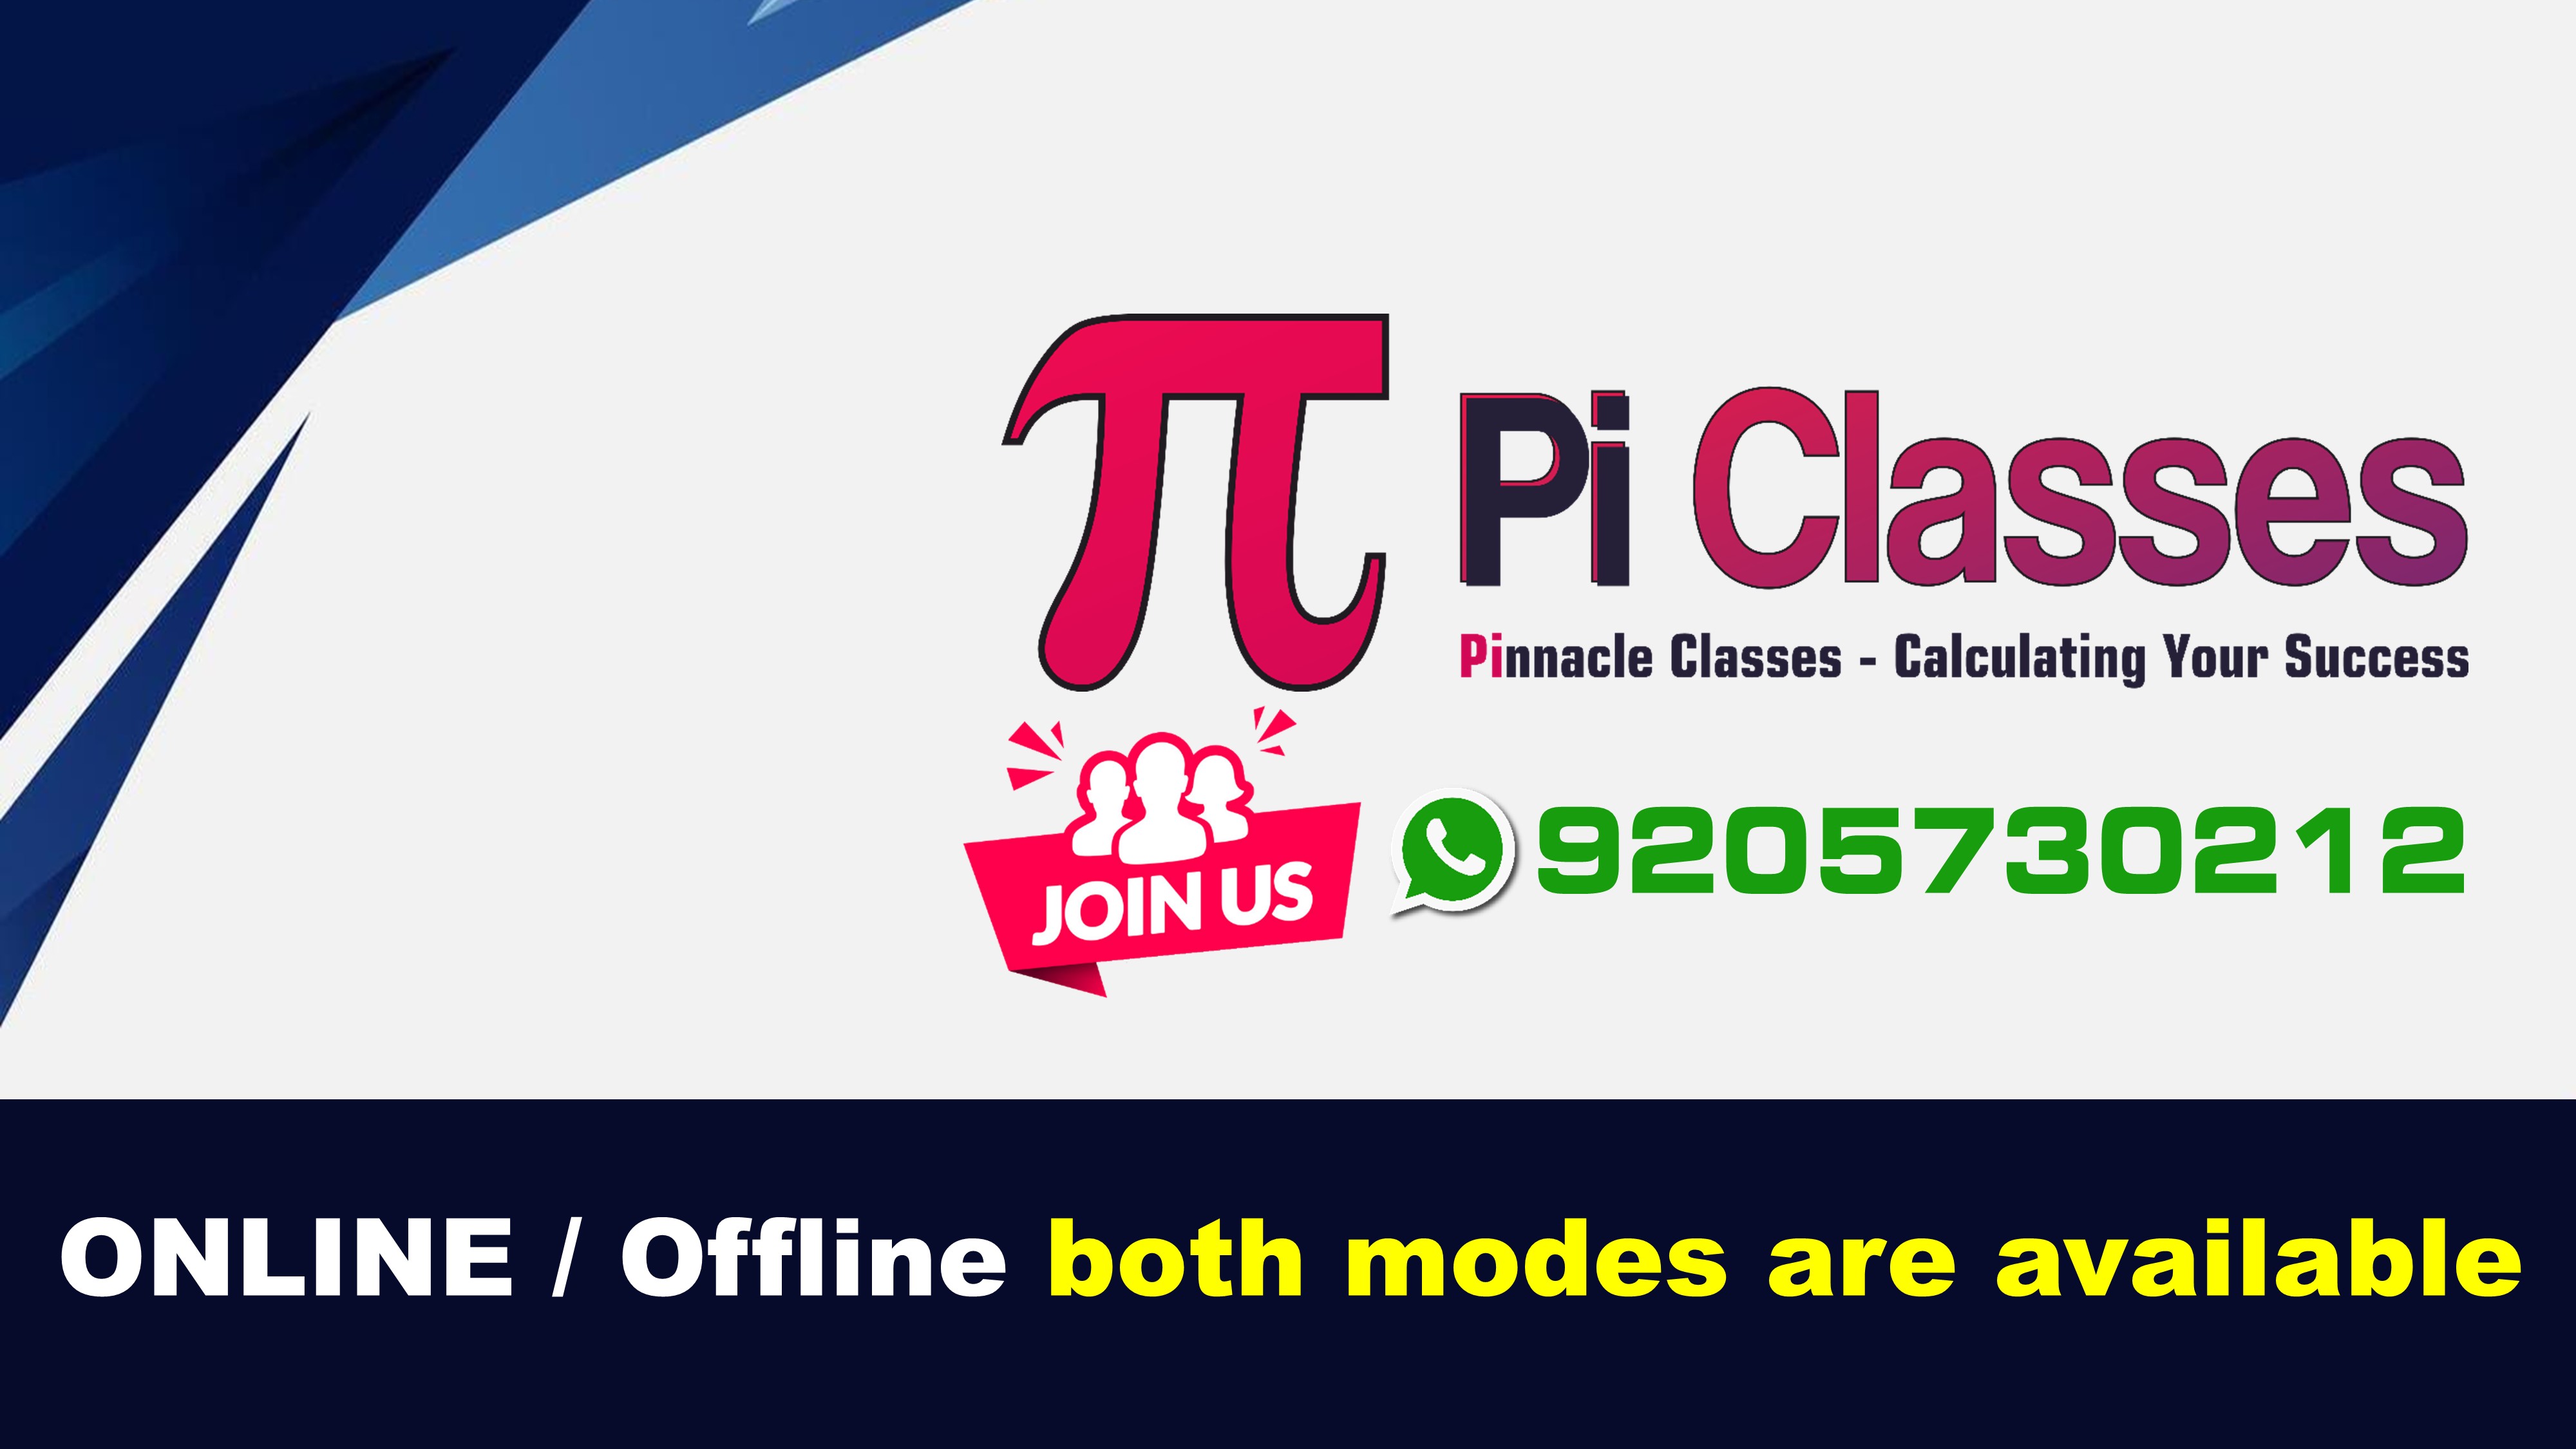 π Pi Classes
Pinnacle Classes - Calculating Your Success
JOIN US
9205730212
ONLINE / Offline both modes are available